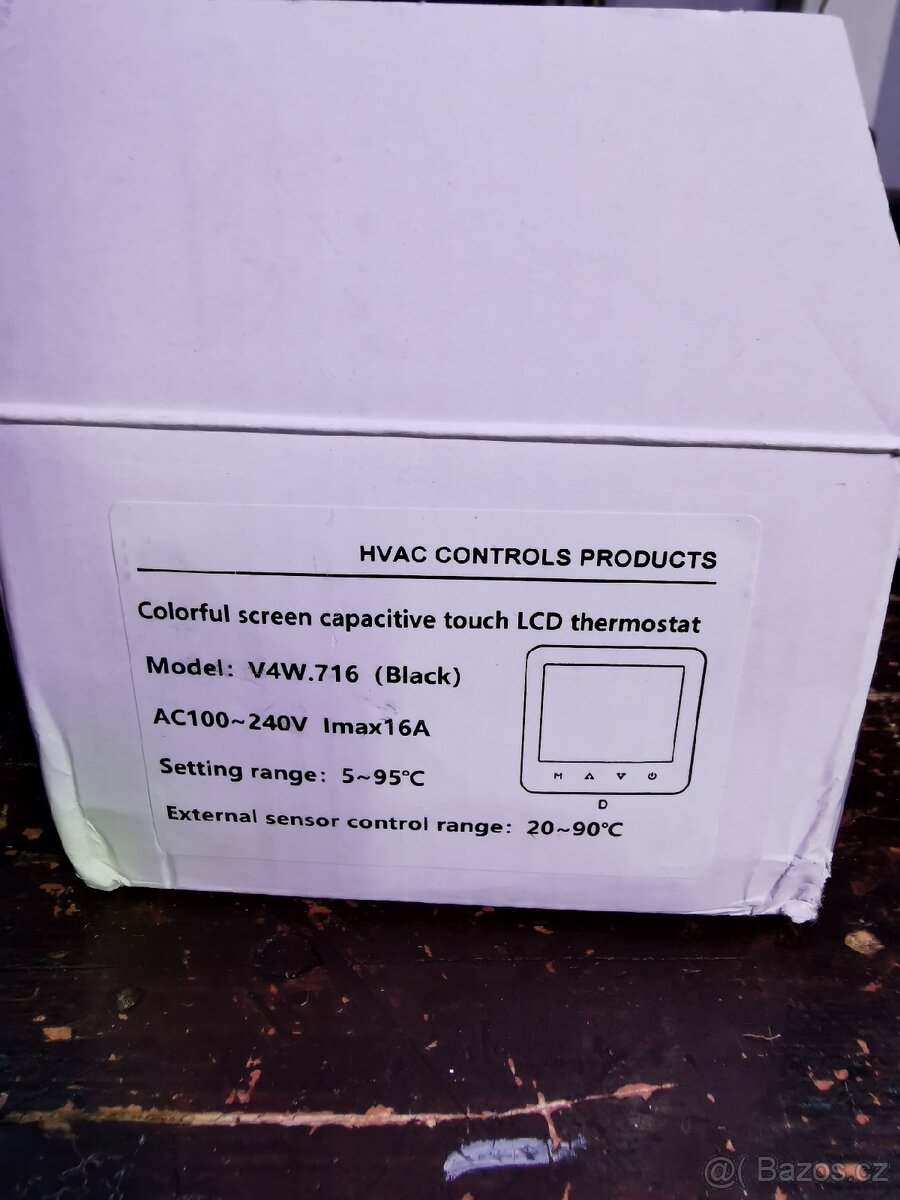 HVAC CONTROLS PRODUCTS
Colorful screen capacitive touch LCD thermostat
Model: V4W.716 (Black)
AC100~240V Imax16A
Setting range: 5~95℃
External sensor control range: 20~90℃
M
D
@( Bazos.cz